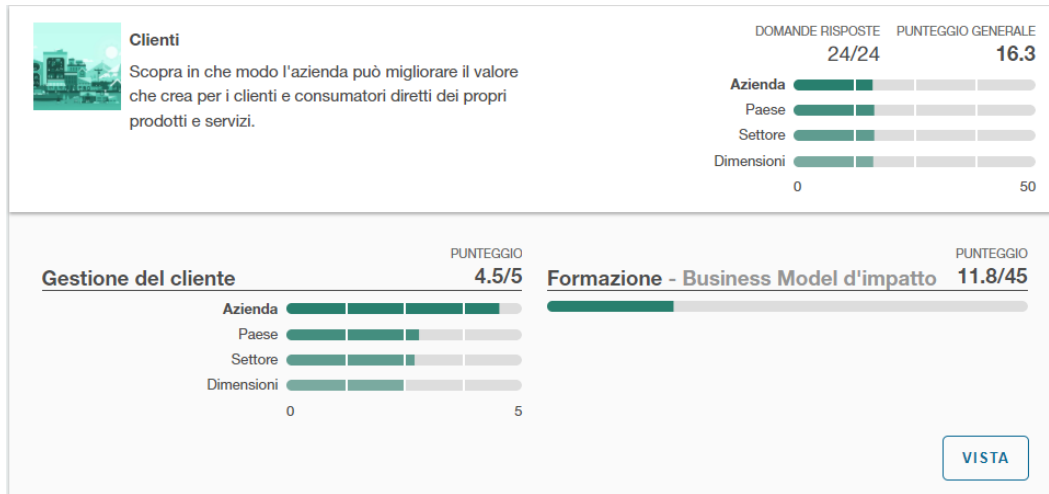 Clienti
Scopra in che modo l'azienda può migliorare il valore
che crea per i clienti e consumatori diretti dei propri
prodotti e servizi.
DOMANDE RISPOSTE PUNTEGGIO GENERALE
24/24 16.3
Azienda
Paese
Settore
Dimensioni
0 50
Gestione del cliente
PUNTEGGIO
4.5/5
Azienda
Paese
Settore
Dimensioni
0 5
Formazione - Business Model d'impatto
PUNTEGGIO
11.8/45
VISTA